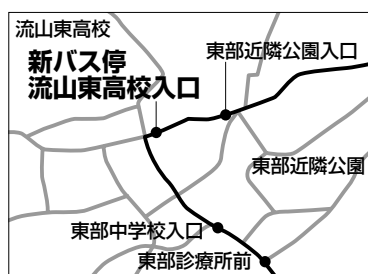 流山東高校
新バス停
流山東高校入口
東部近隣公園入口
東部近隣公園
東部中学校入口
東部診療所前